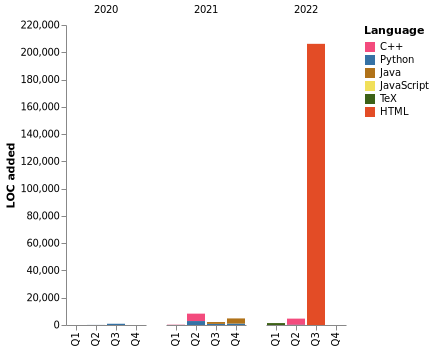 2020 2021 2022
220,000
200,000
180,000
160,000
140,000
120,000
100,000
80,000
60,000
40,000
20,000
0
LOC added
Q1 Q2 Q3 Q4 Q1 Q2 Q3 Q4 Q1 Q2 Q3 Q4
Language
C++
Python
Java
JavaScript
TeX
HTML